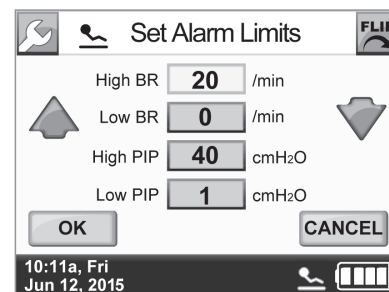 Set Alarm Limits
High BR 20 /min
Low BR 0 /min
High PIP 40 cmH₂O
Low PIP 1 cmH₂O
OK CANCEL
10:11a, Fri
Jun 12, 2015